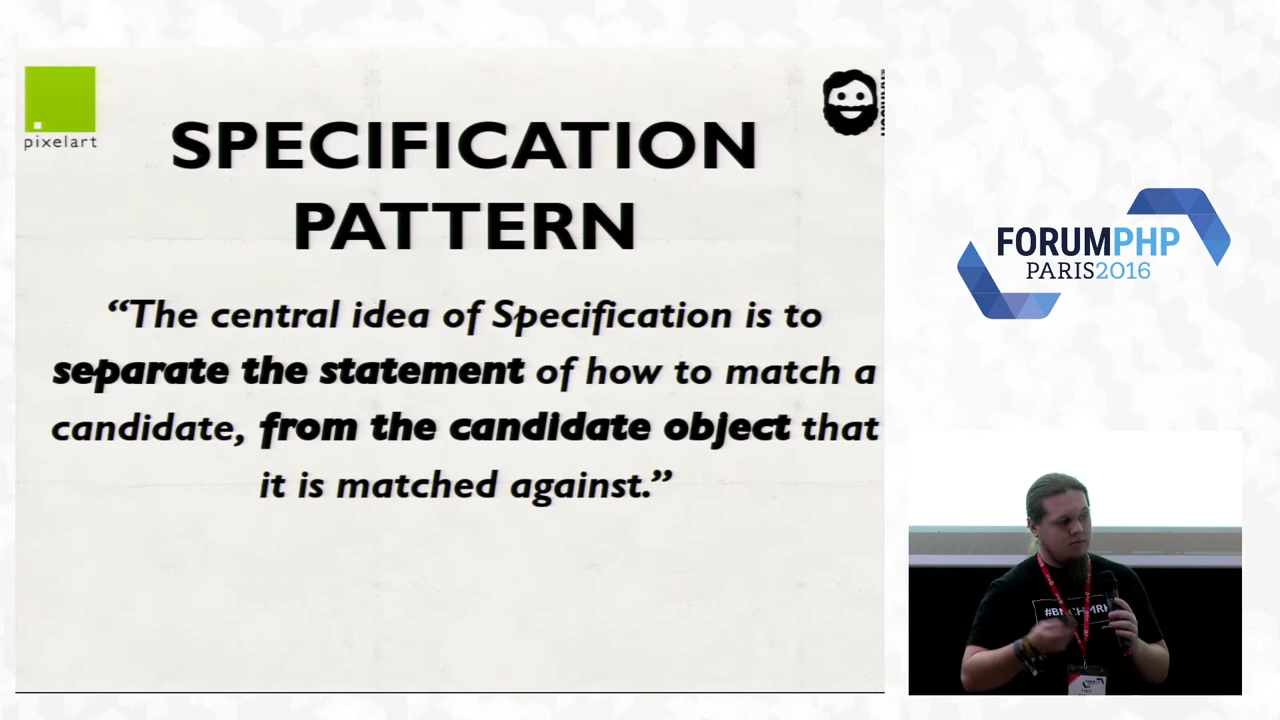 pixelart
SPECIFICATION
PATTERN
“The central idea of Specification is to
separate the statement of how to match a
candidate, from the candidate object that
it is matched against.”
FORUMPHP
PARIS2016